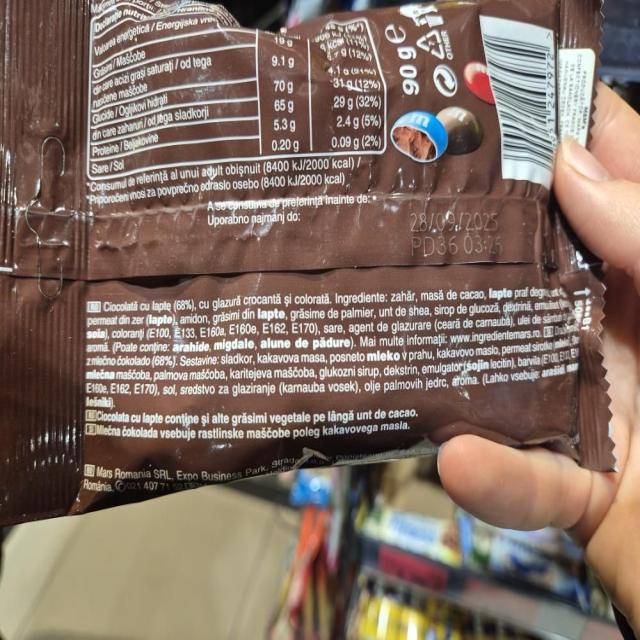 Valoarea energetică / Energijska
Grăsimi / Maščobe 9.1 g (12%)
din care acizi grași saturați / od tega
nasičene maščobe
Glucide / Ogljikovi hidrati 70 g 31 g (12%)
din care zaharuri / od tega sladkorji 65 g 29 g (32%)
Proteine / Beljakovine 5.3 g 2.4 g (5%)
Sare / Sol 0.20 g 0.09 g (2%)
90g e
*Consumul de referință al unui adult obișnuit (8400 kJ/2000 kcal) /
Priporočeni vnos za povprečno odraslo osebo (8400 kJ/2000 kcal)
A se consuma de preferință înainte de:
Uporabno najmanj do:
28/09/2025
PD36 03:25
Ciocolată cu lapte (68%), cu glazură crocantă și colorată. Ingrediente: zahăr, masă de cacao, lapte praf
permeat din zer (lapte), amidon, grăsimi din lapte, grăsime de palmier, unt de shea, sirop de glucoză, dextrină,
soia), coloranți (E100, E133, E160a, E160e, E162, E170), sare, agent de glazurare (ceară de carnauba), ulei de
aromă. (Poate conține: arahide, migdale, alune de pădure). Mai multe informații: www.ingredientemars.ro
z mlečno čokolado (68%). Sestavine: sladkor, kakavova masa, posneto mleko v prahu, kakavovo maslo, permeat
mlečna maščoba, palmova maščoba, karitejeva maščoba, glukozni sirup, dekstrin, emulgator (sojin lecitin), barvila (E100,
E160e, E162, E170), sol, sredstvo za glaziranje (karnauba vosek), olje palmovih jedrc, aroma. (Lahko vsebuje:
lešniki).
Ciocolata cu lapte conține și alte grăsimi vegetale pe lângă unt de cacao.
Mlečna čokolada vsebuje rastlinske maščobe poleg kakavovega masla.
Mars Romania SRL, Expo Business Park,
România. 021 407